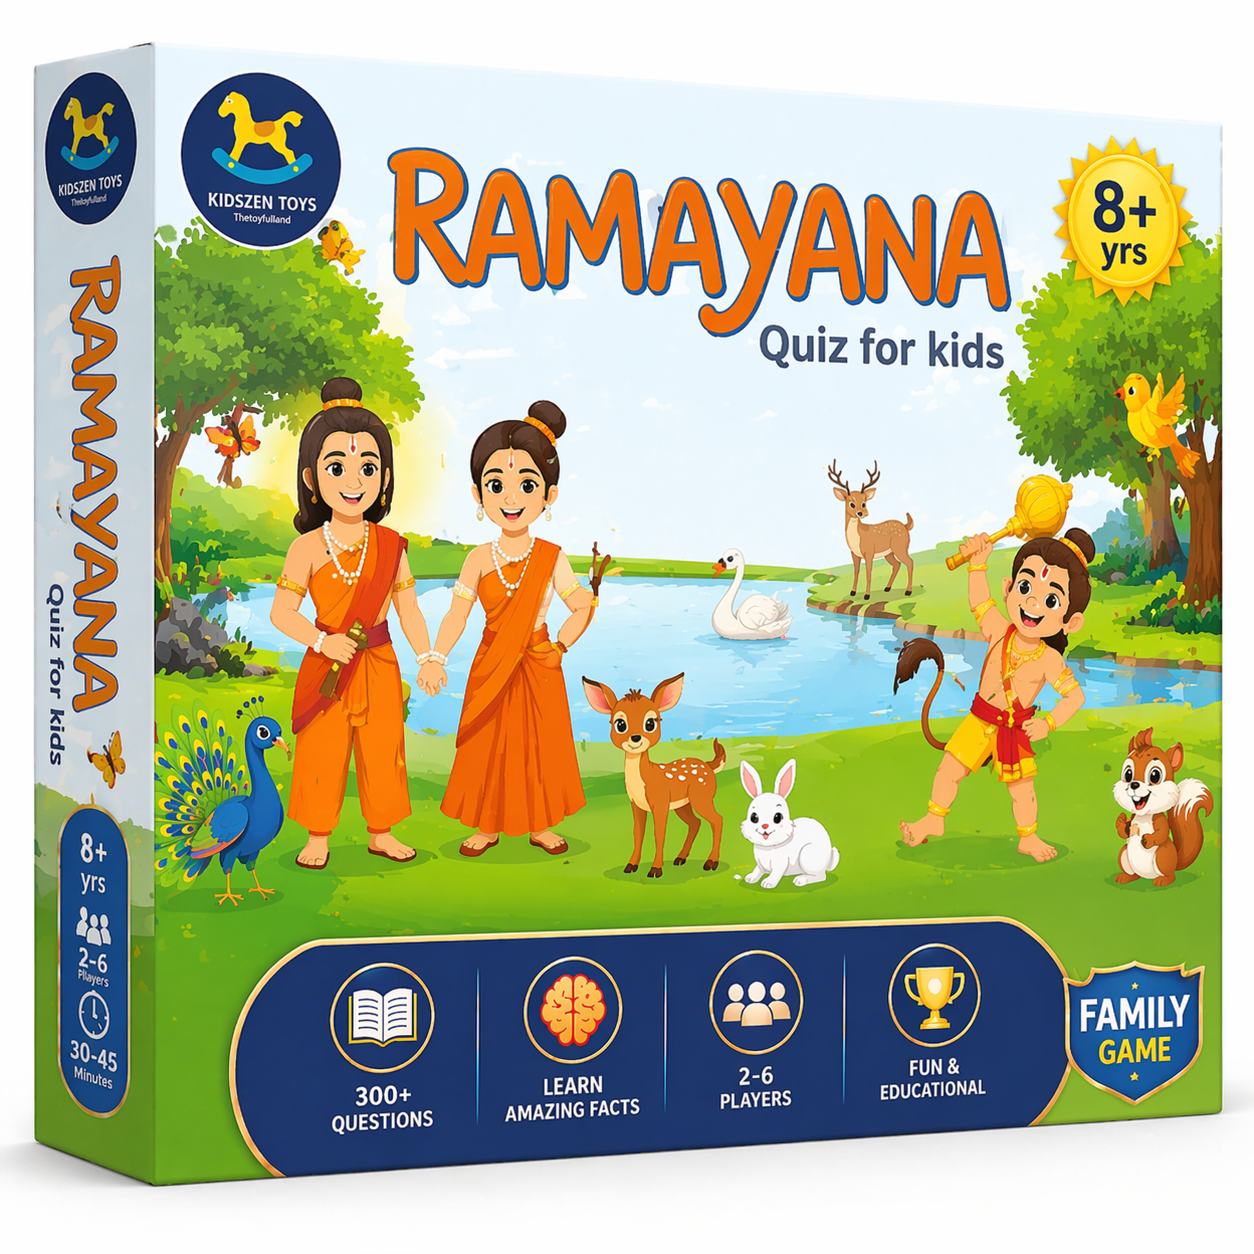 KIDSZEN TOYS
Thetoyfulland
RAMAYANA
Quiz for kids
8+
yrs
2-6
Players
30-45
Minutes
KIDSZEN TOYS
Thetoyfulland
RAMAYANA
Quiz for kids
8+
yrs
300+
QUESTIONS
LEARN
AMAZING FACTS
2-6
PLAYERS
FUN &
EDUCATIONAL
FAMILY
GAME